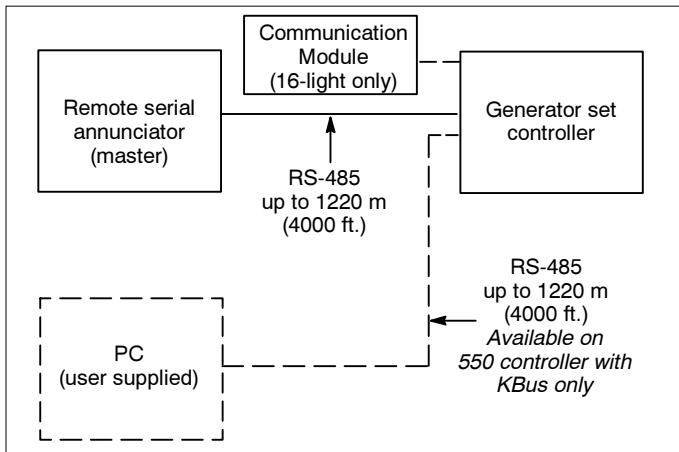 Communication
Module
(16-light only)
Remote serial
annunciator
(master)
Generator set
controller
RS-485
up to 1220 m
(4000 ft.)
RS-485
up to 1220 m
(4000 ft.)
Available on
550 controller with
KBus only
PC
(user supplied)